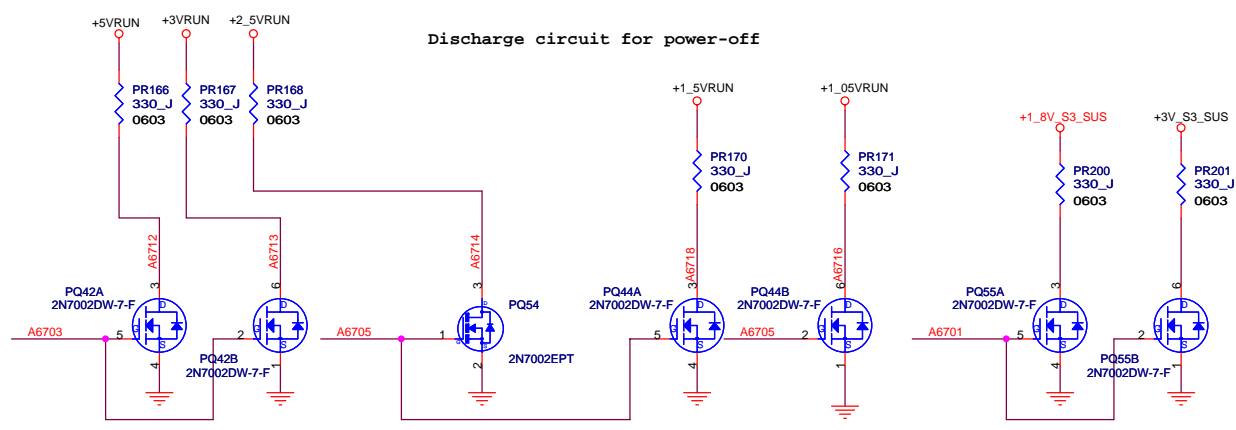 +5VRUN
+3VRUN
+2_5VRUN
Discharge circuit for power-off
PR166
330_J
0603
PR167
330_J
0603
PR168
330_J
0603
+1_5VRUN
PR170
330_J
0603
+1_05VRUN
PR171
330_J
0603
+1_8V_S3_SUS
PR200
330_J
0603
+3V_S3_SUS
PR201
330_J
0603
A6712
A6713
A6714
A6718
A6716
PQ42A
2N7002DW-7-F
A6703
5
3
D
G
S
4
PQ42B
2N7002DW-7-F
2
6
D
G
S
1
A6705
1
3
D
G
S
2
PQ54
2N7002EPT
PQ44A
2N7002DW-7-F
5
3
D
G
S
4
PQ44B
2N7002DW-7-F
A6705
2
6
D
G
S
1
PQ55A
2N7002DW-7-F
A6701
5
3
D
G
S
4
PQ55B
2N7002DW-7-F
2
6
D
G
S
1